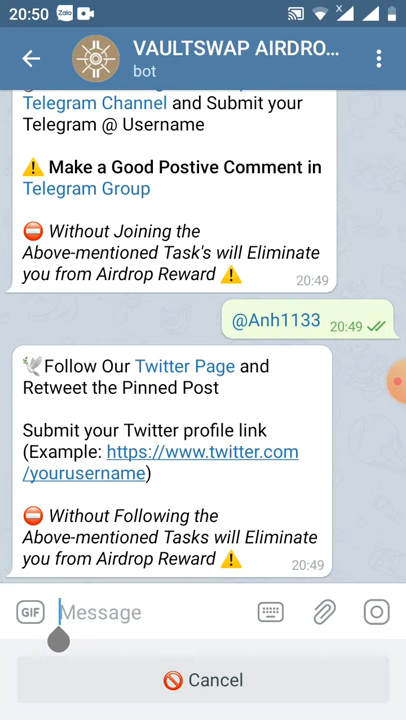 20:50 Zalo
VAULTSWAP AIRDRO...
bot
Telegram Channel and Submit your
Telegram @ Username
⚠️ Make a Good Postive Comment in
Telegram Group
⛔ Without Joining the
Above-mentioned Task's will Eliminate
you from Airdrop Reward ⚠️
20:49
@Anh1133 20:49
🕊Follow Our Twitter Page and
Retweet the Pinned Post
Submit your Twitter profile link
(Example: https://www.twitter.com
/yourusername)
⛔ Without Following the
Above-mentioned Tasks will Eliminate
you from Airdrop Reward ⚠️
20:49
GIF Message
🚫 Cancel